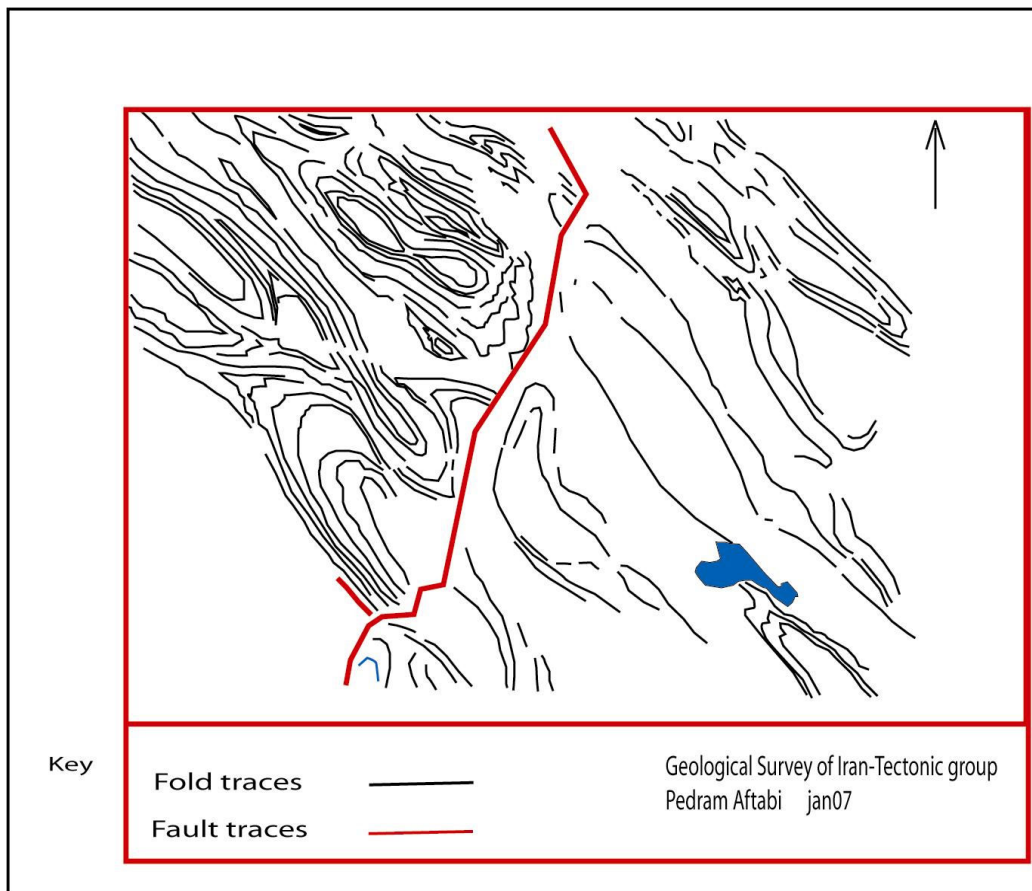 Key
Fold traces
Fault traces
Geological Survey of Iran-Tectonic group
Pedram Aftabi jan07